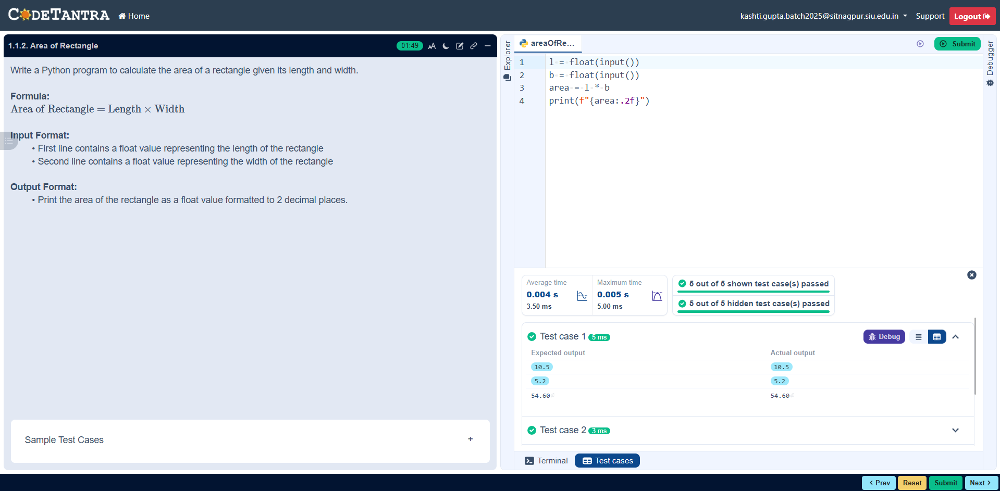 CODETANTRA Home kashti.gupta.batch2025@sitnagpur.siu.edu.in Support Logout
1.1.2. Area of Rectangle 01:49
Write a Python program to calculate the area of a rectangle given its length and width.
Formula:
Area of Rectangle = Length × Width
Input Format:
• First line contains a float value representing the length of the rectangle
• Second line contains a float value representing the width of the rectangle
Output Format:
• Print the area of the rectangle as a float value formatted to 2 decimal places.
Sample Test Cases +
Explorer
areaOfRe...
Submit
Debugger
1 l = float(input())
2 b = float(input())
3 area = l * b
4 print(f"{area:.2f}")
Average time
0.004 s
3.50 ms
Maximum time
0.005 s
5.00 ms
5 out of 5 shown test case(s) passed
5 out of 5 hidden test case(s) passed
Test case 1 5 ms Debug
Expected output Actual output
10.5 10.5
5.2 5.2
54.60 54.60
Test case 2 3 ms
Terminal Test cases
< Prev Reset Submit Next >